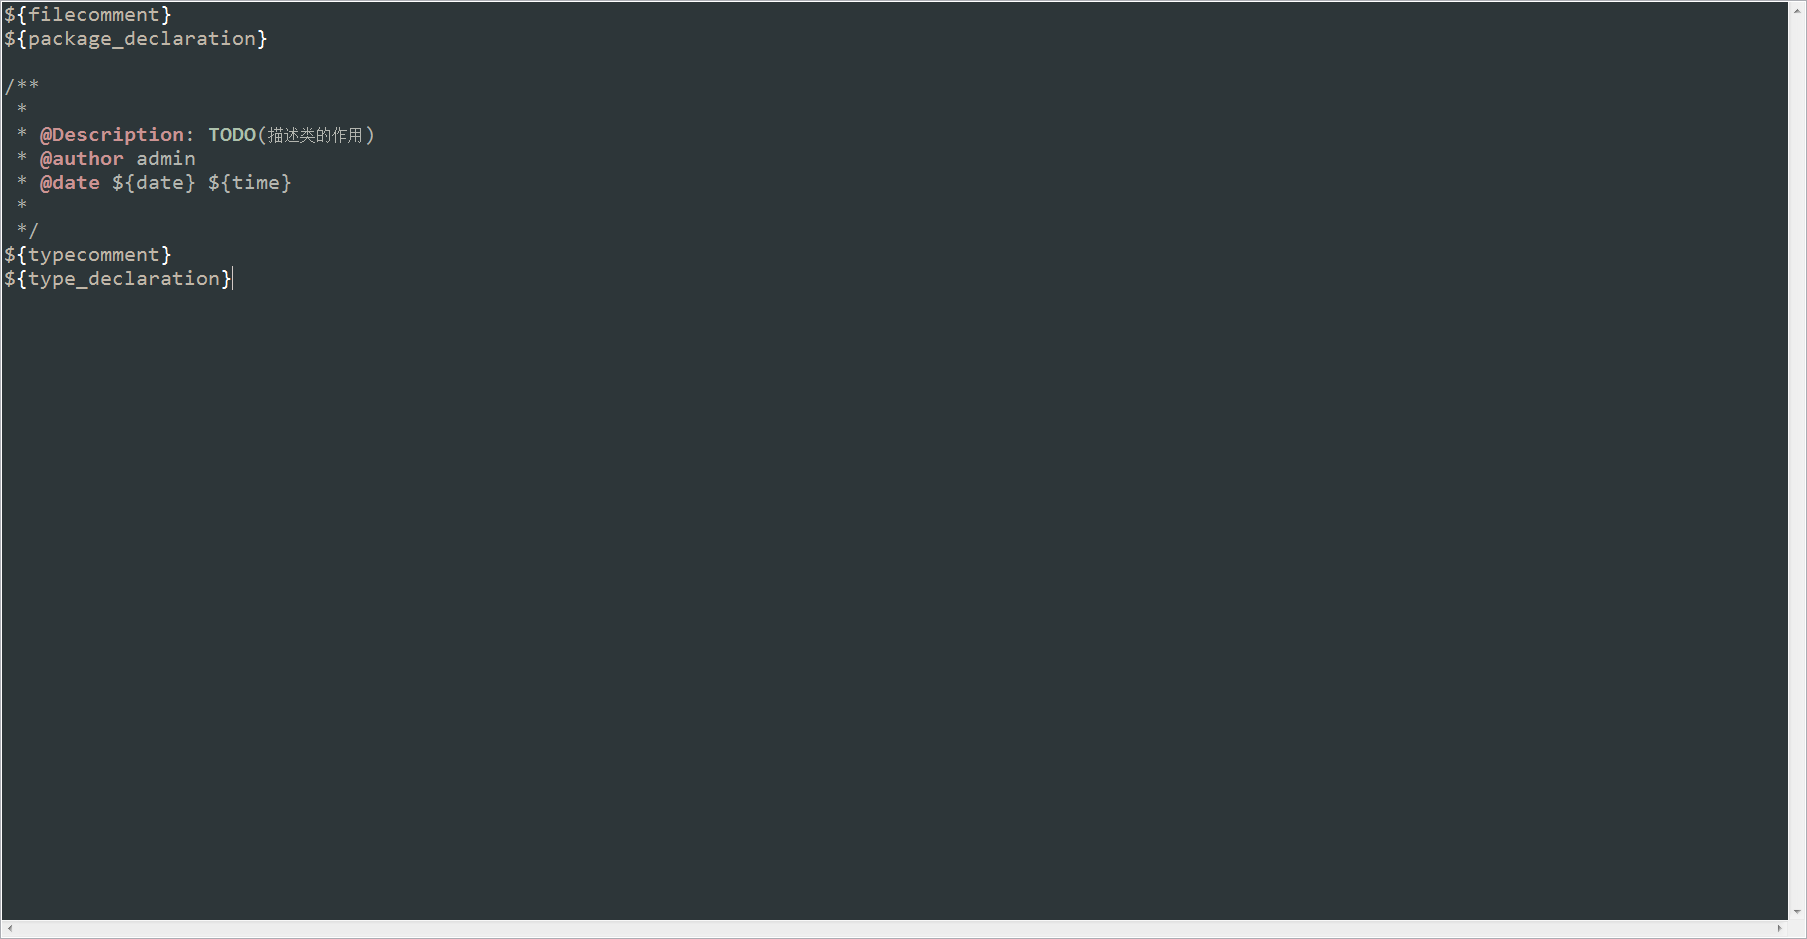 ${filecomment}
${package_declaration}
/**
 *
 * @Description: TODO(描述类的作用)
 * @author admin
 * @date ${date} ${time}
 *
 */
${typecomment}
${type_declaration}